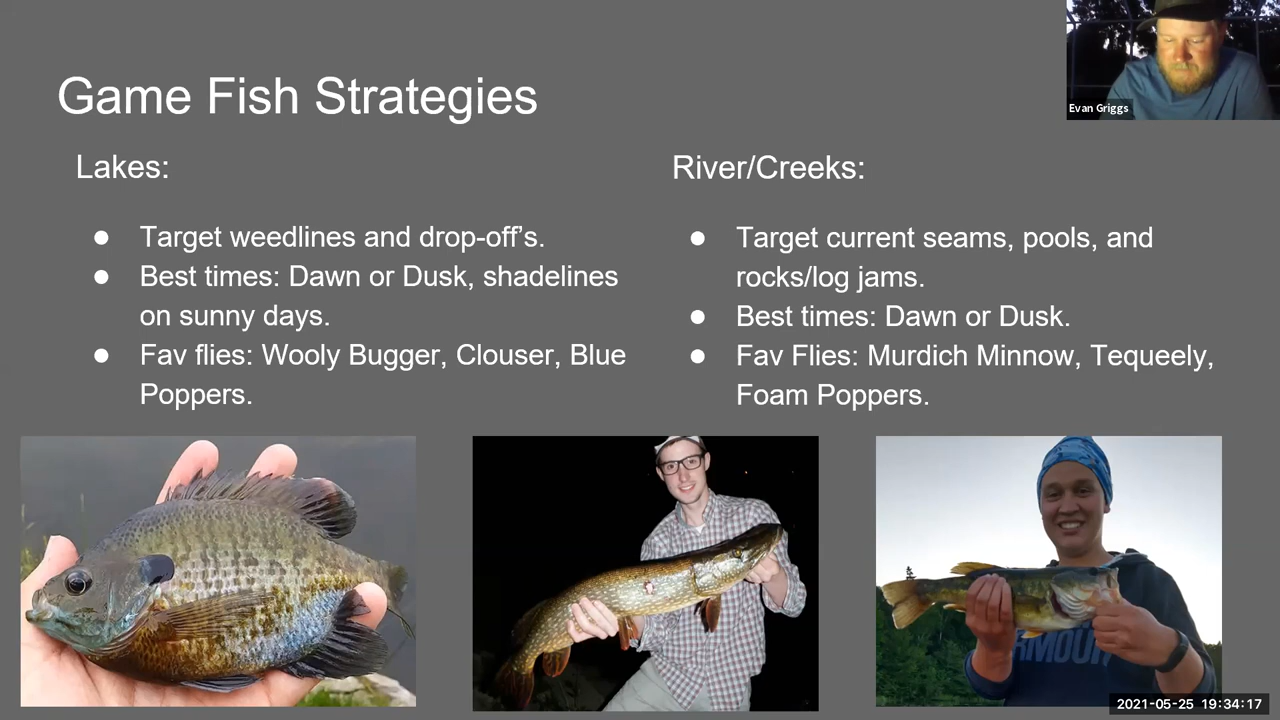 Game Fish Strategies
Evan Griggs
Lakes:
● Target weedlines and drop-off’s.
● Best times: Dawn or Dusk, shadelines
on sunny days.
● Fav flies: Wooly Bugger, Clouser, Blue
Poppers.
River/Creeks:
● Target current seams, pools, and
rocks/log jams.
● Best times: Dawn or Dusk.
● Fav Flies: Murdich Minnow, Tequeely,
Foam Poppers.
RMOUR
2021-05-25 19:34:17